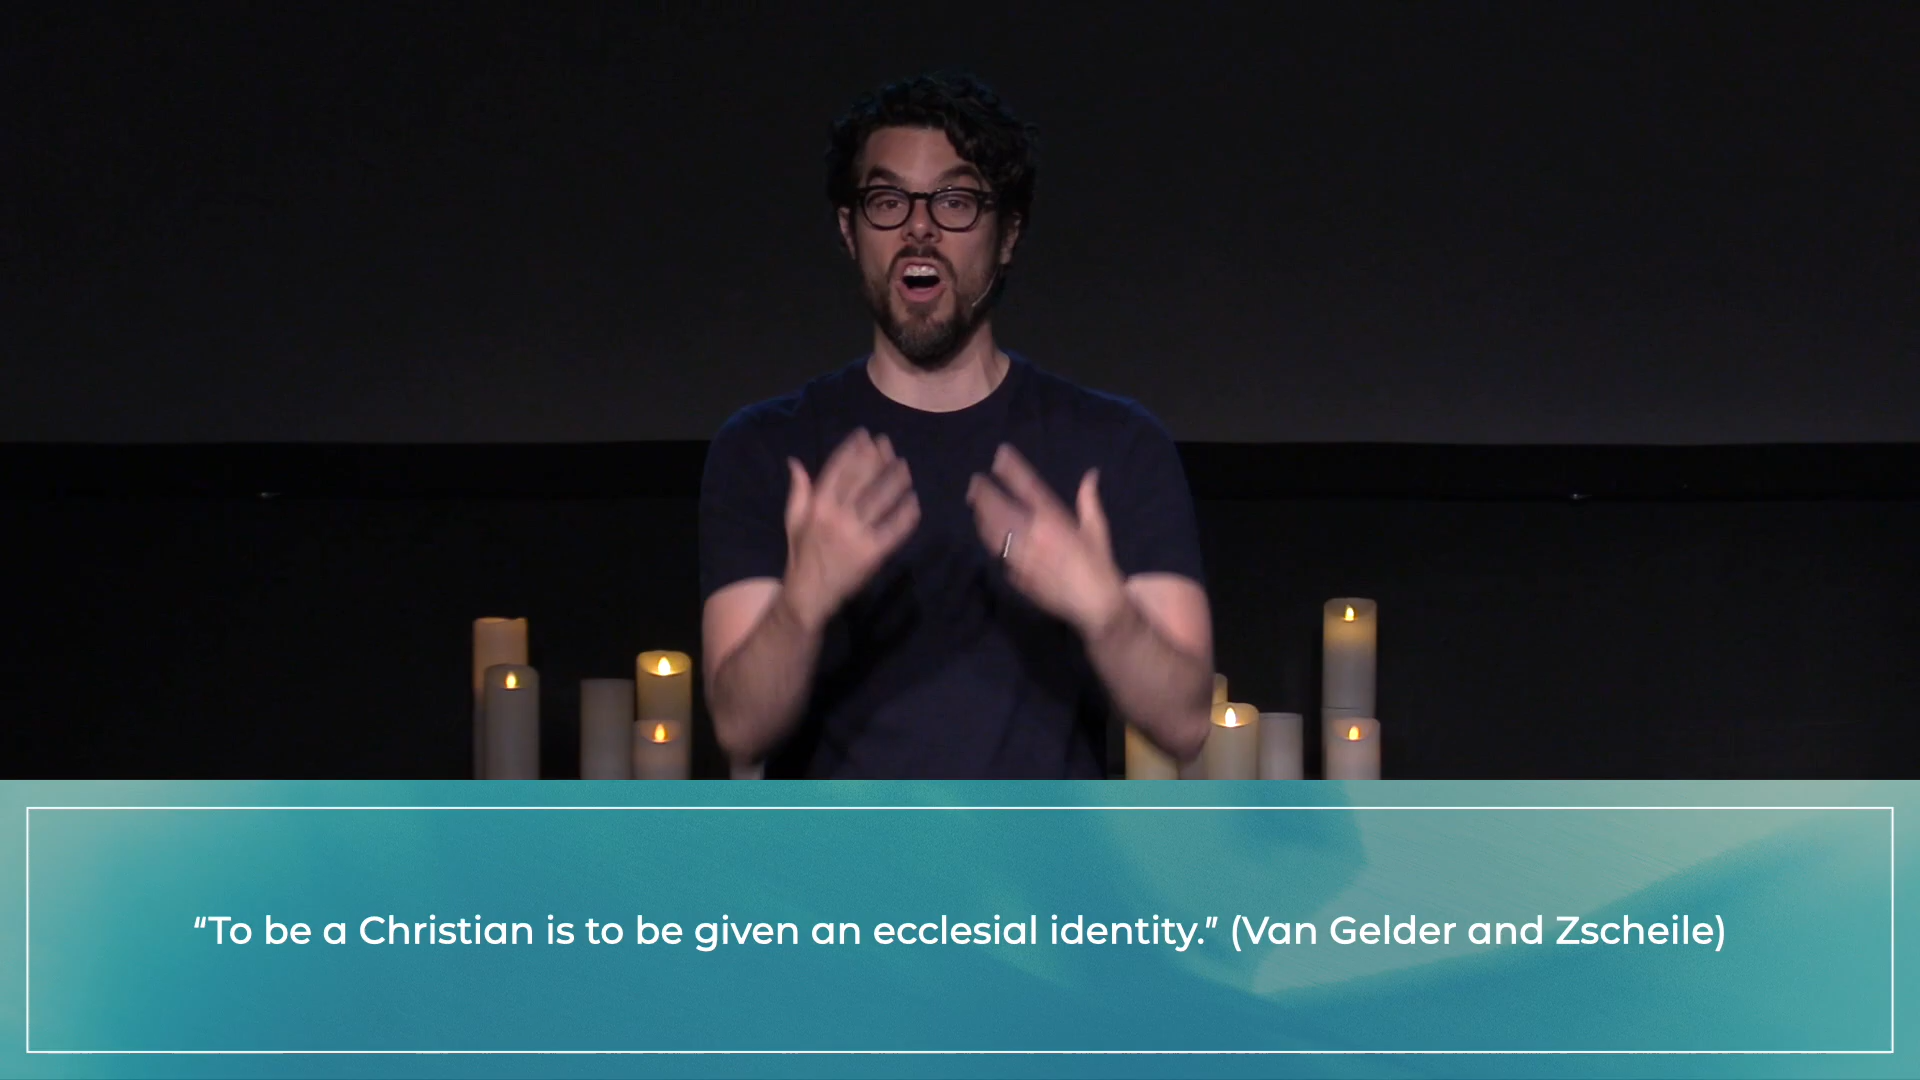 “To be a Christian is to be given an ecclesial identity.” (Van Gelder and Zscheile)